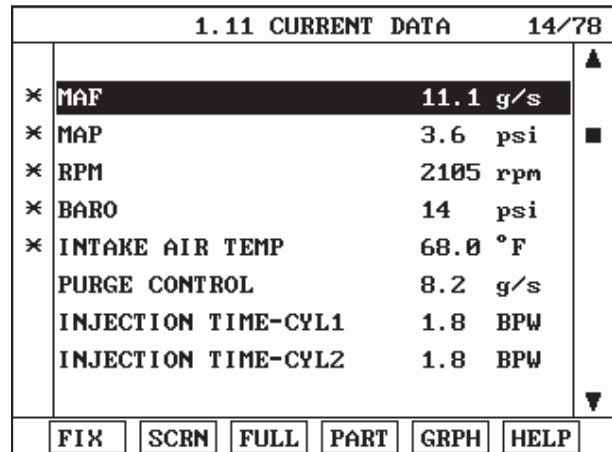 1.11 CURRENT DATA 14/78
* MAF 11.1 g/s
* MAP 3.6 psi
* RPM 2105 rpm
* BARO 14 psi
* INTAKE AIR TEMP 68.0 °F
PURGE CONTROL 8.2 g/s
INJECTION TIME-CYL1 1.8 BPW
INJECTION TIME-CYL2 1.8 BPW
FIX SCRN FULL PART GRPH HELP